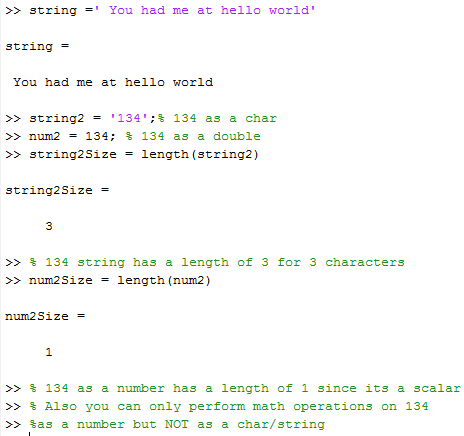 >> string =' You had me at hello world'
string =
You had me at hello world
>> string2 = '134';% 134 as a char
>> num2 = 134; % 134 as a double
>> string2Size = length(string2)
string2Size =
3
>> % 134 string has a length of 3 for 3 characters
>> num2Size = length(num2)
num2Size =
1
>> % 134 as a number has a length of 1 since its a scalar
>> % Also you can only perform math operations on 134
>> %as a number but NOT as a char/string